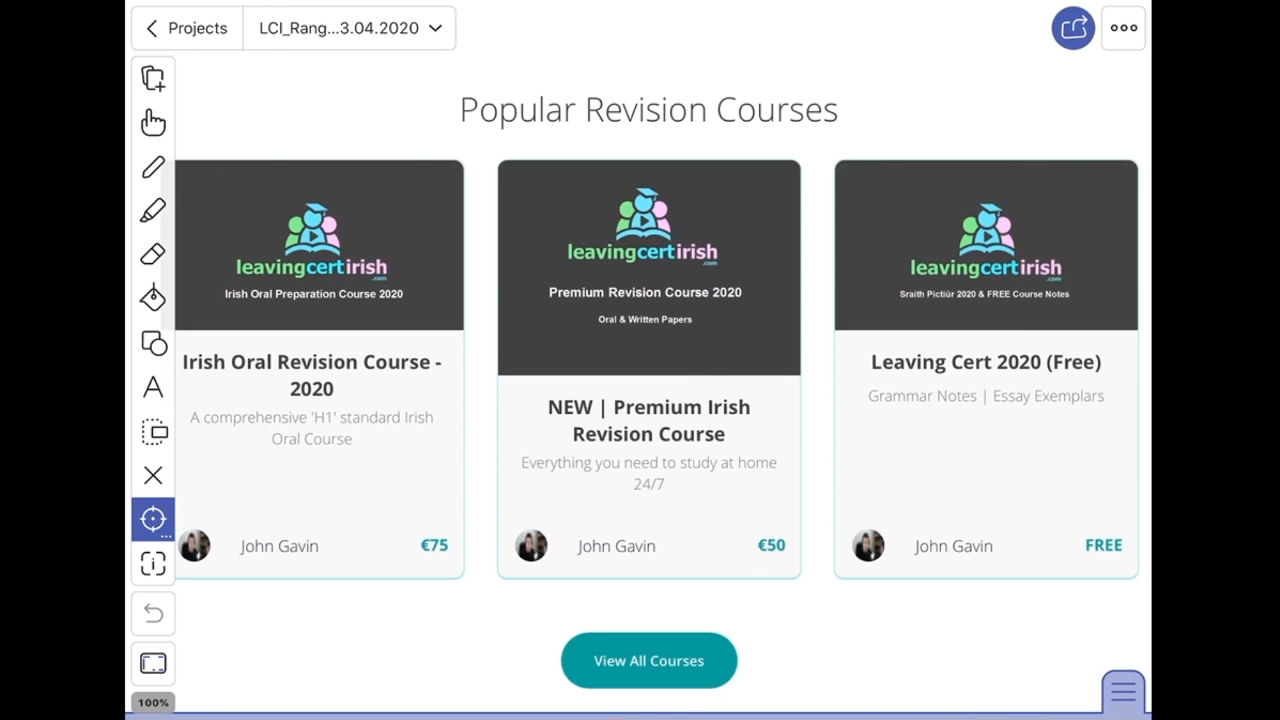 Projects
LCI_Rang...3.04.2020
Popular Revision Courses
leavingcertirish
.com
Irish Oral Preparation Course 2020
Irish Oral Revision Course -
2020
A comprehensive 'H1' standard Irish
Oral Course
John Gavin
€75
leavingcertirish
.com
Premium Revision Course 2020
Oral & Written Papers
NEW | Premium Irish
Revision Course
Everything you need to study at home
24/7
John Gavin
€50
leavingcertirish
.com
Sraith Pictiúr 2020 & FREE Course Notes
Leaving Cert 2020 (Free)
Grammar Notes | Essay Exemplars
John Gavin
FREE
View All Courses
100%